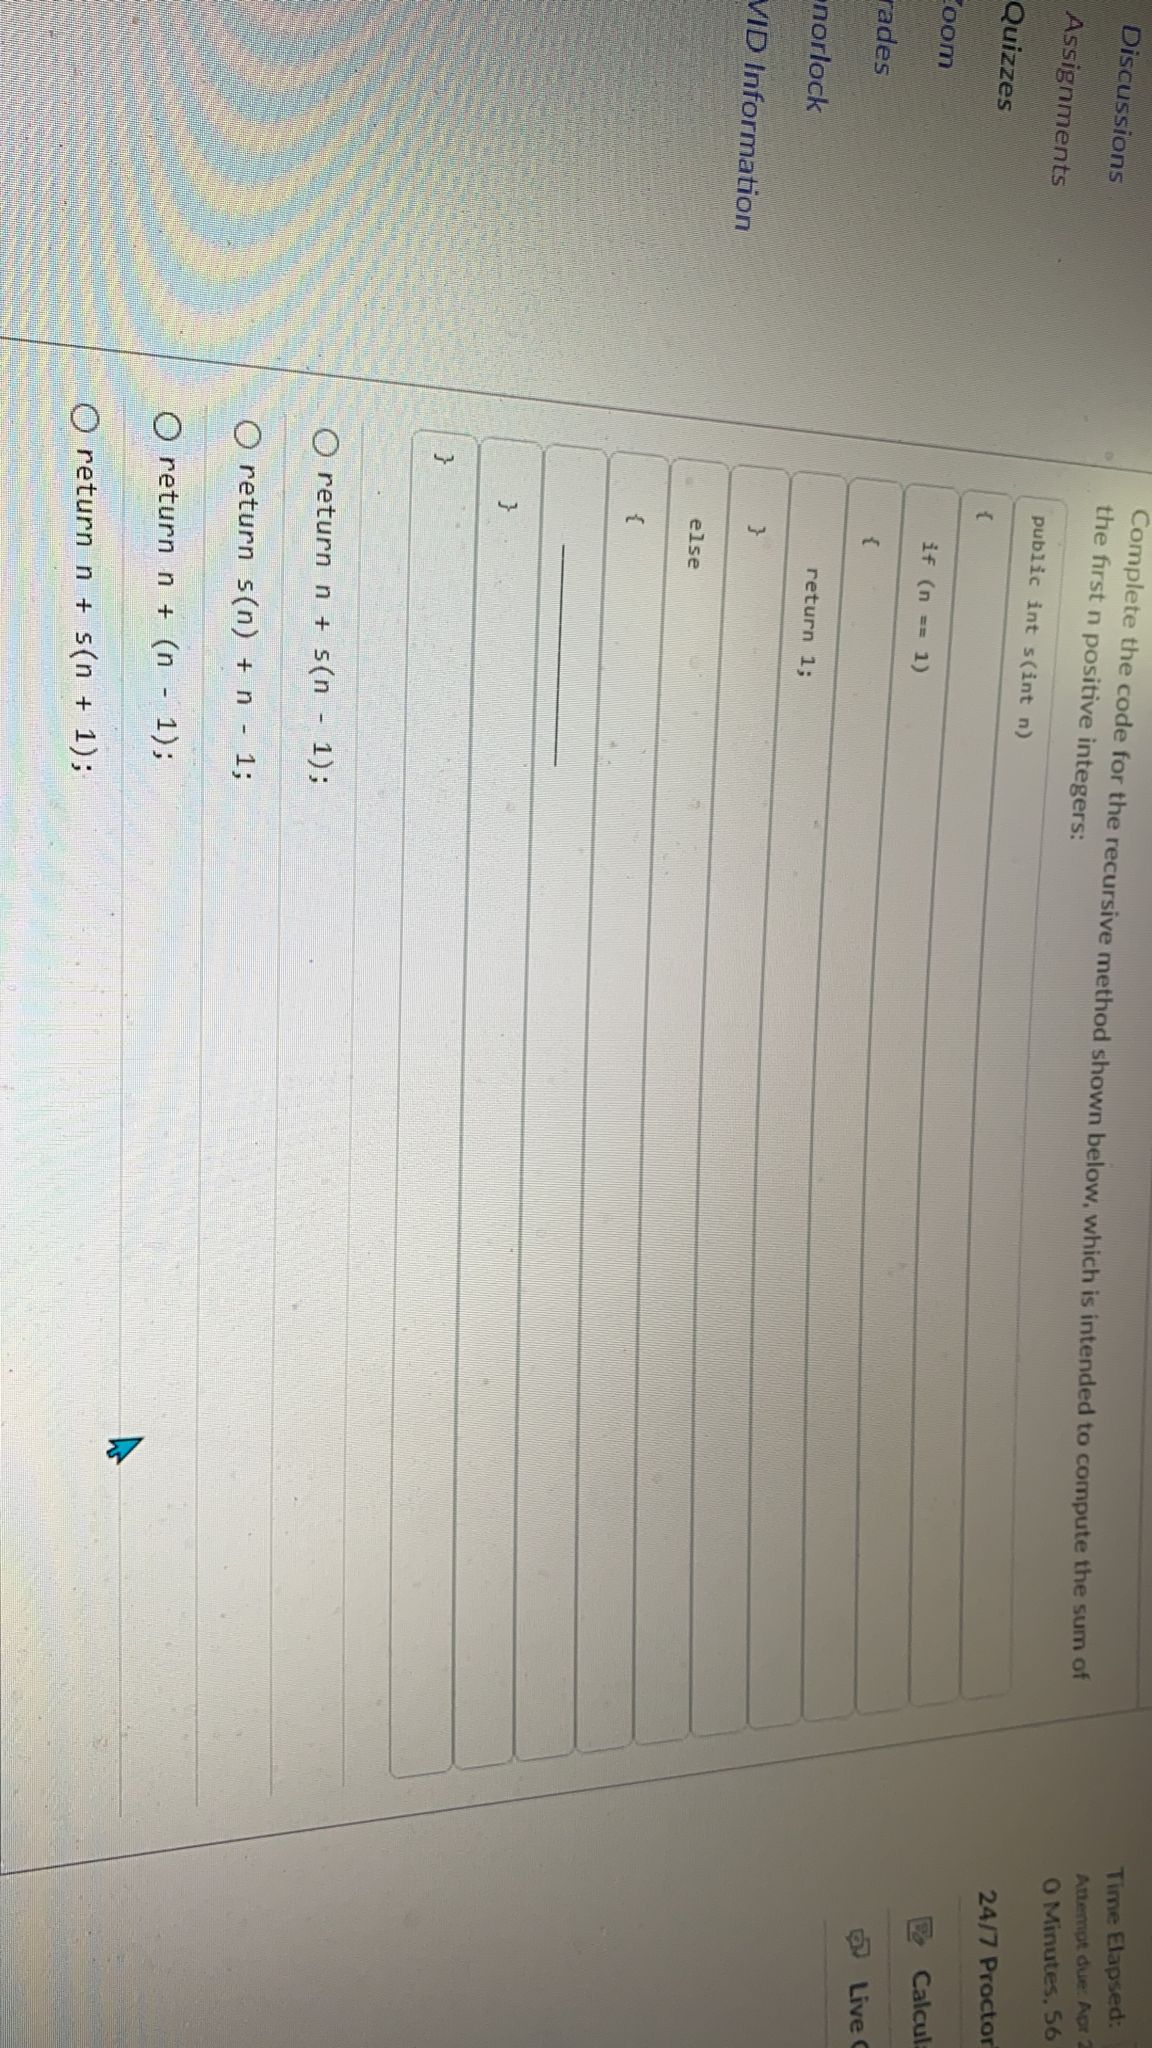 Discussions
Assignments
Quizzes
Zoom
rades
norlock
VID Information
Complete the code for the recursive method shown below, which is intended to compute the sum of
the first n positive integers:
public int s(int n)
{
if (n == 1)
{
return 1;
}
else
{
}
}
return n + s(n - 1);
return s(n) + n - 1;
return n + (n - 1);
return n + s(n + 1);
Time Elapsed:
Attempt due: Apr 2
0 Minutes, 56
24/7 Proctor
Calcul
Live